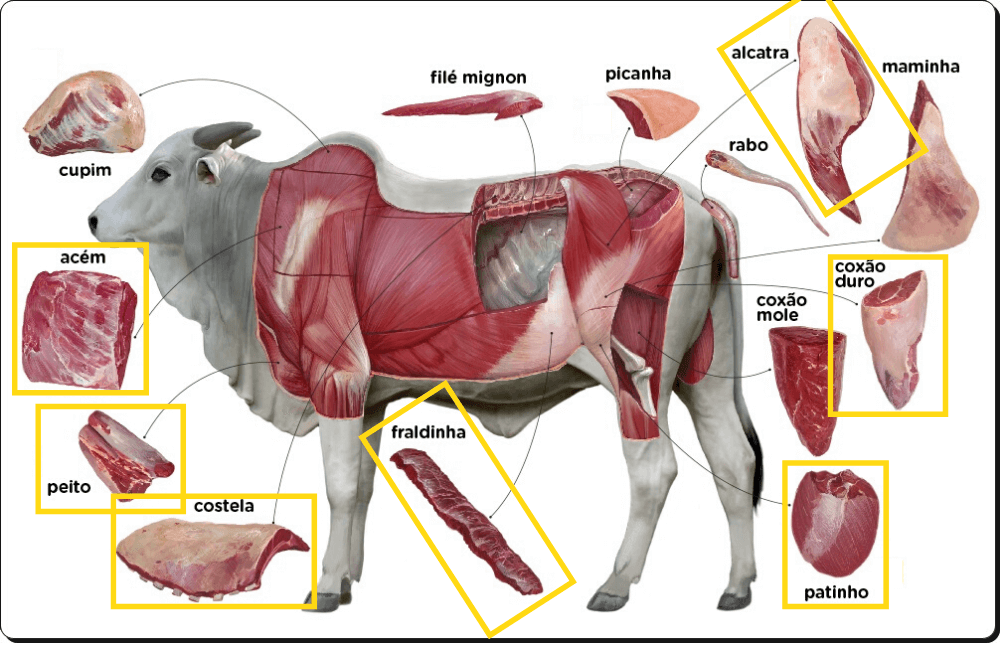 filé mignon
picanha
alcatra
maminha
cupim
rabo
acém
coxão
duro
coxão
mole
fraldinha
peito
costela
patinho